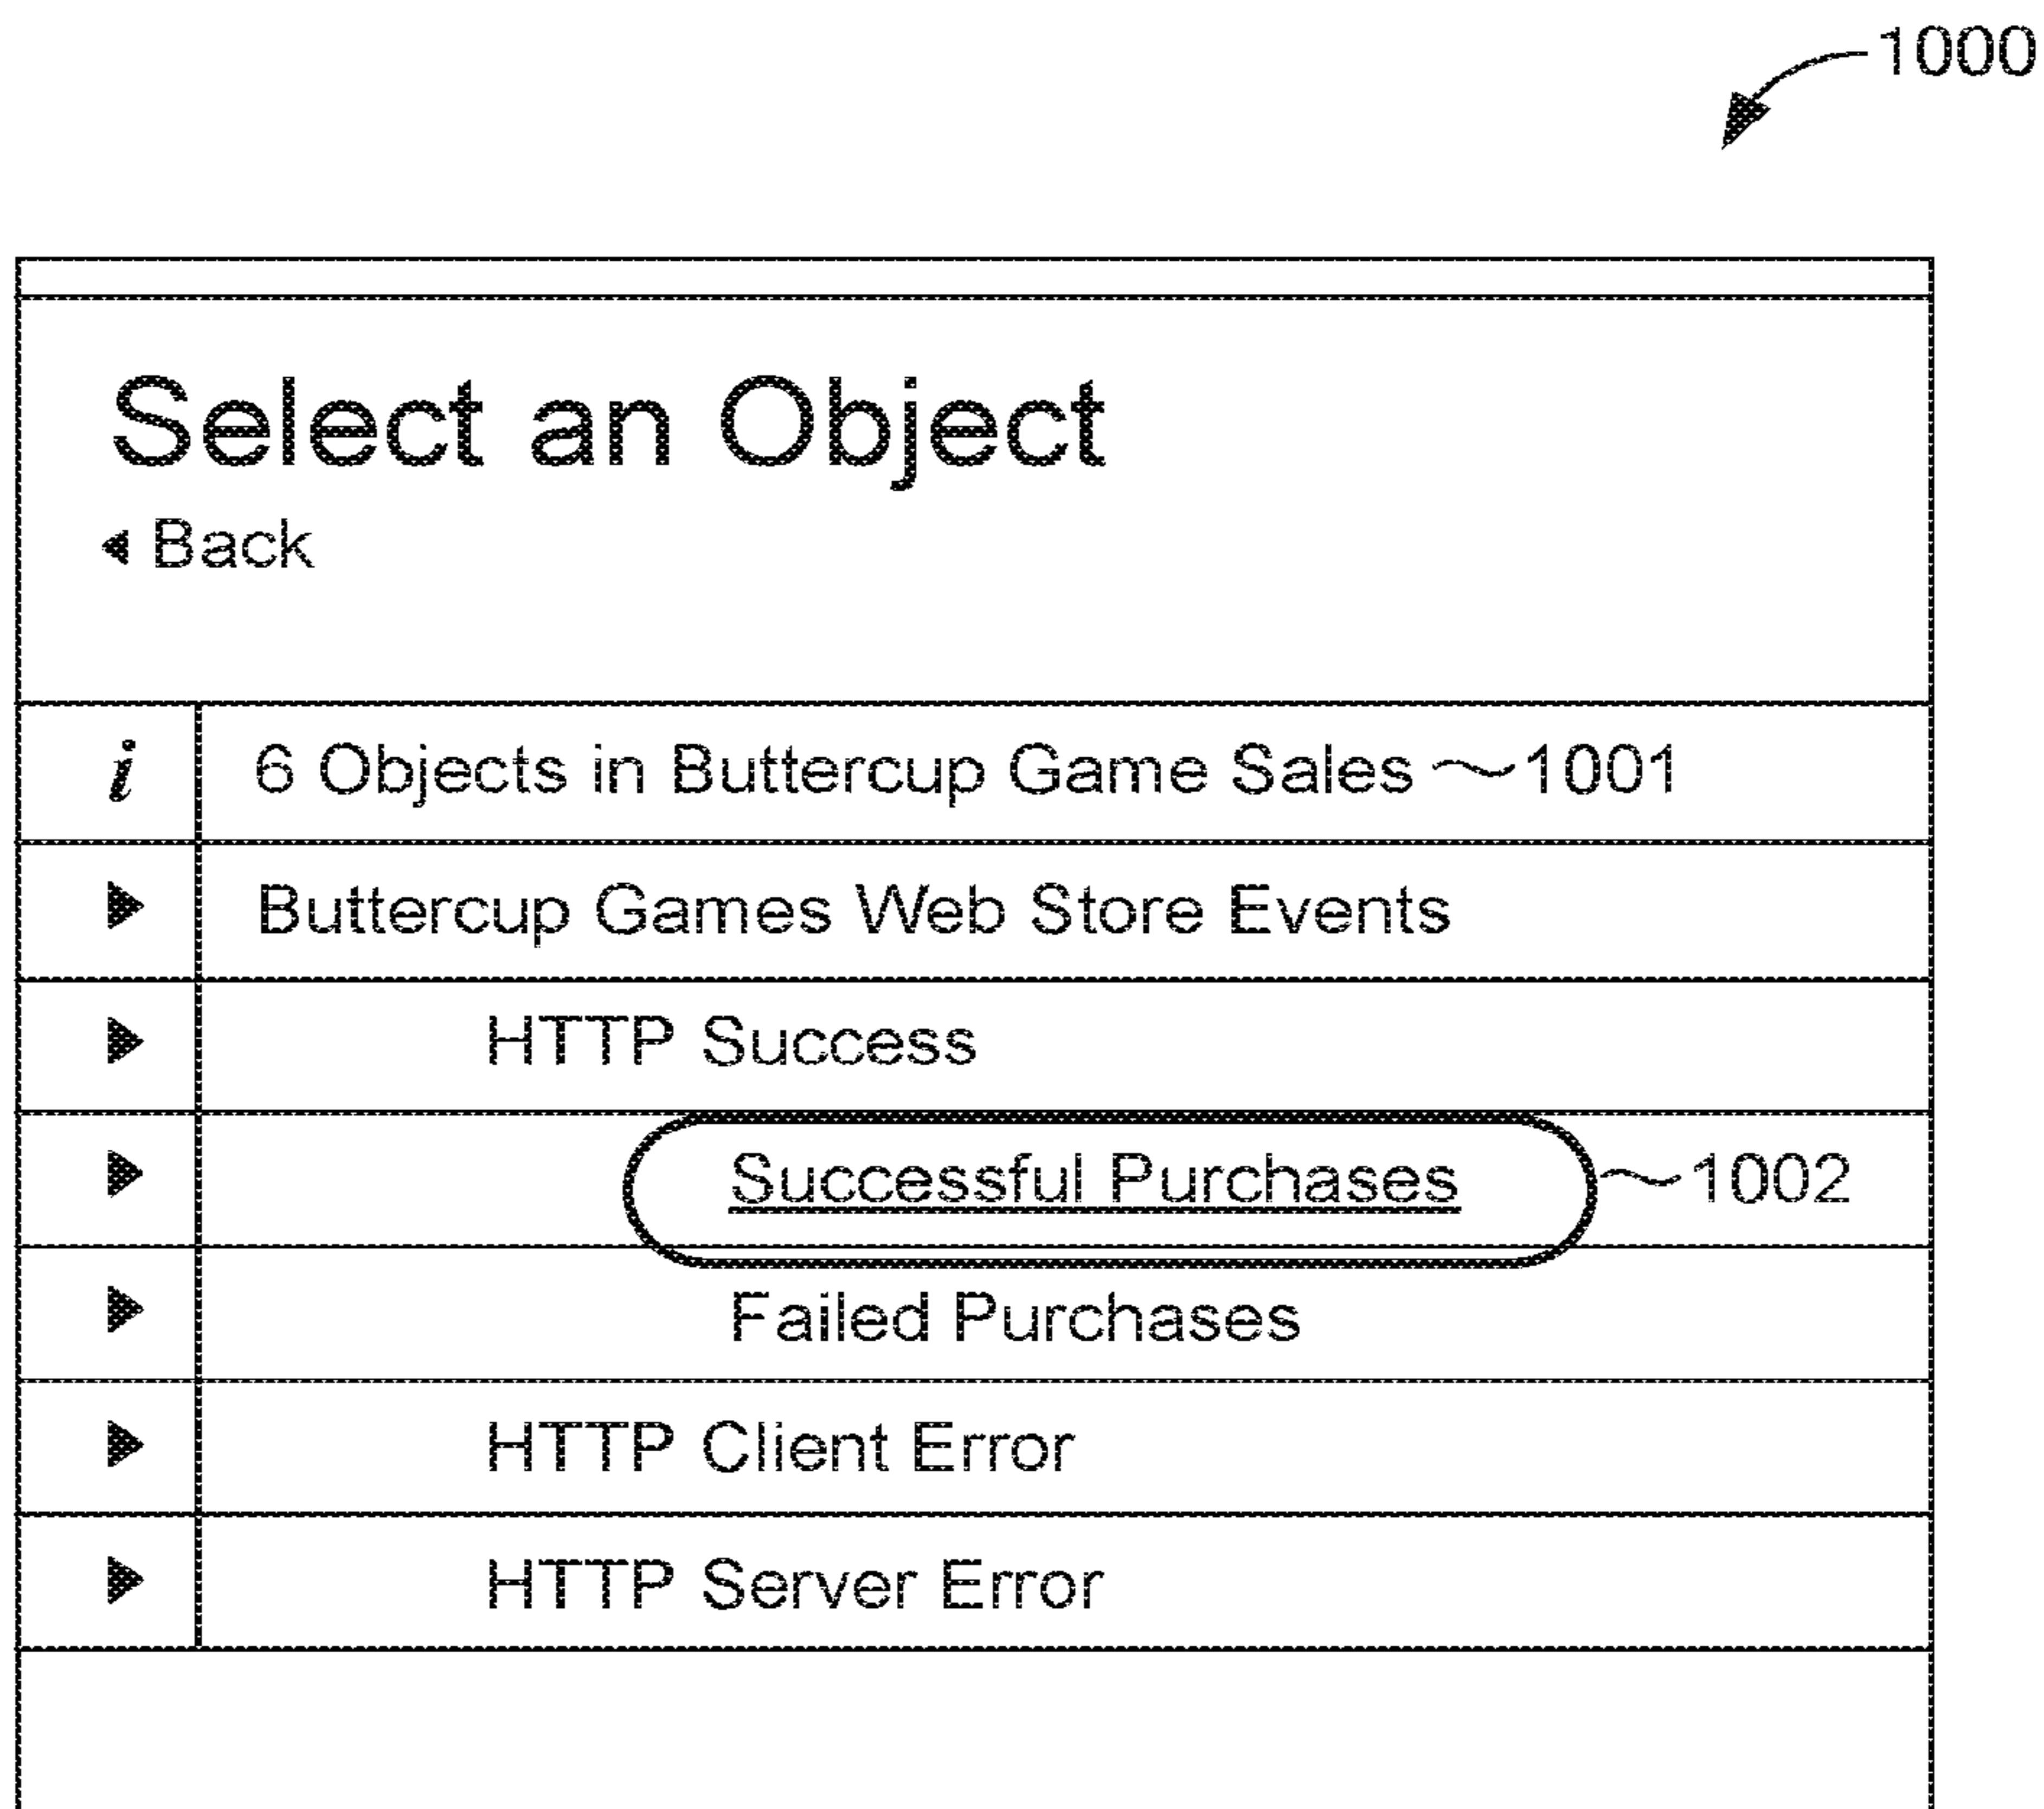 1000
Select an Object
Back
i 6 Objects in Buttercup Game Sales 1001
Buttercup Games Web Store Events
HTTP Success
Successful Purchases 1002
Failed Purchases
HTTP Client Error
HTTP Server Error